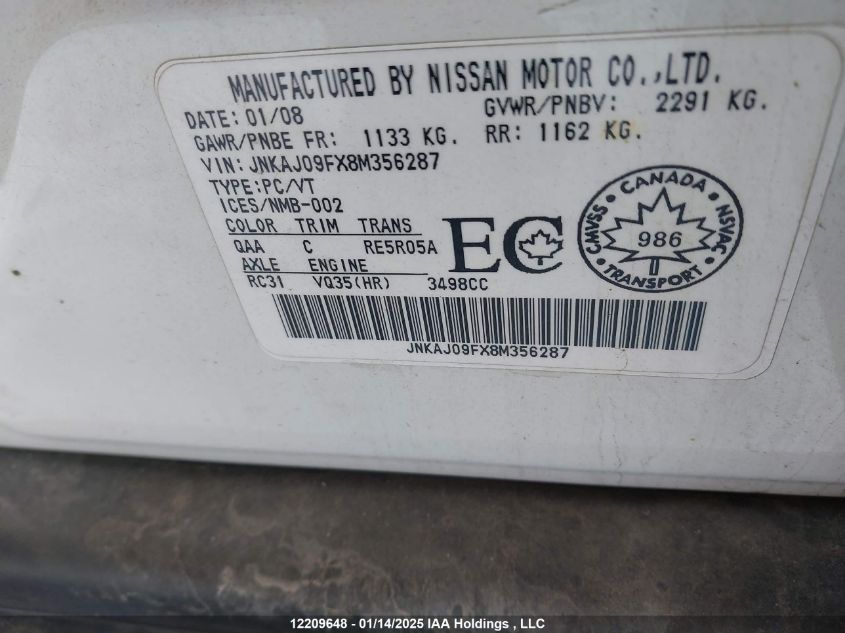 MANUFACTURED BY NISSAN MOTOR CO.,LTD.
DATE: 01/08 GVWR/PNBV: 2291 KG.
GAWR/PNBE FR: 1133 KG. RR: 1162 KG.
VIN: JNKAJ09FX8M356287
TYPE:PC/VT
ICES/NMB-002
COLOR TRIM TRANS
QAA C RE5R05A
AXLE ENGINE
RC31 VQ35(HR) 3498CC
EC
CANADA
CMVSS 986 NSVAC
TRANSPORT
JNKAJ09FX8M356287
12209648 - 01/14/2025 IAA Holdings , LLC